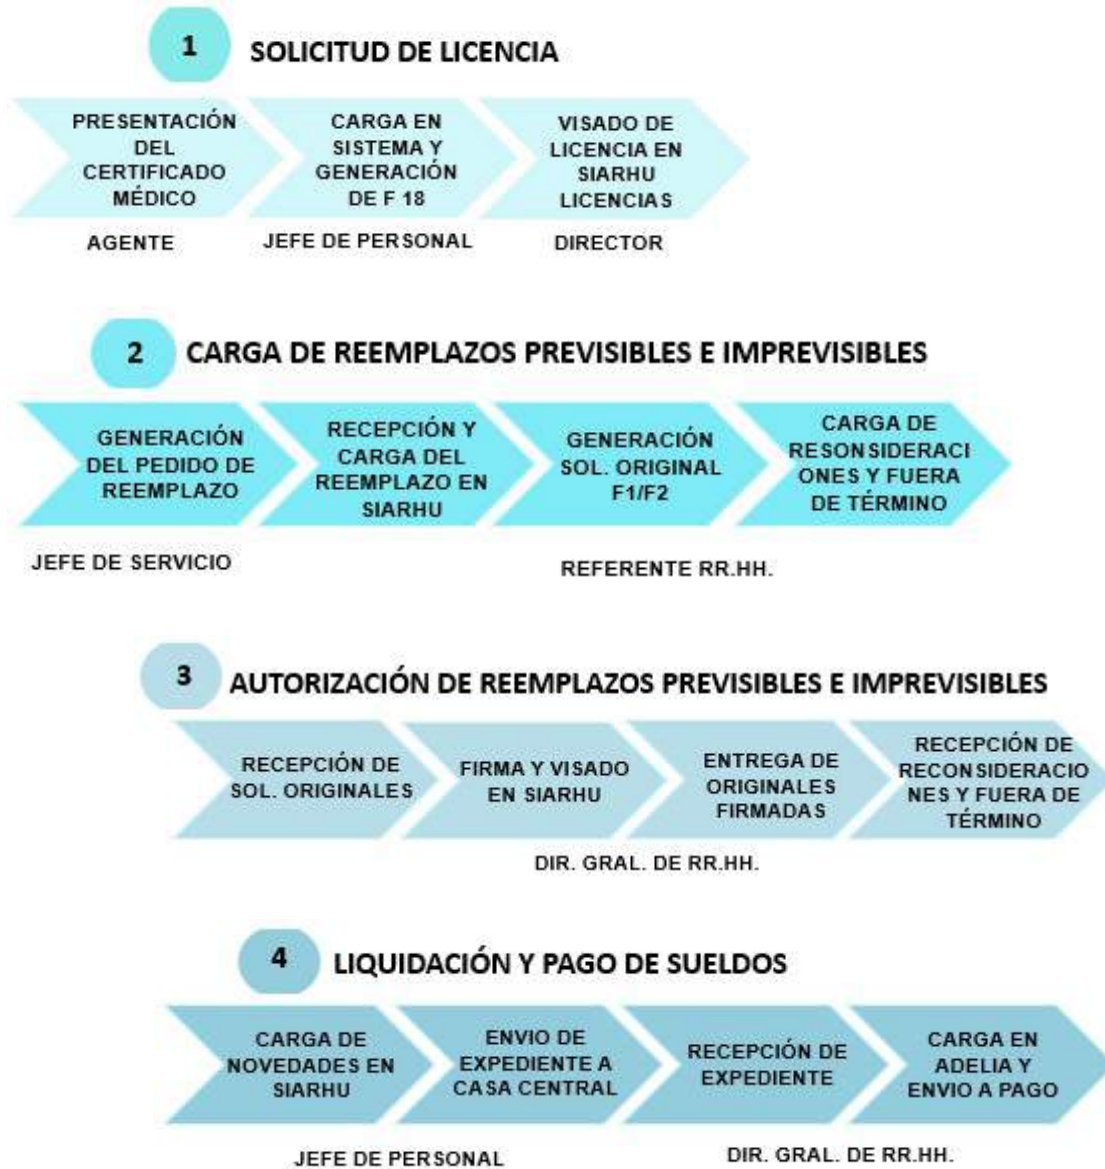 1
SOLICITUD DE LICENCIA
PRESENTACIÓN
DEL
CERTIFICADO
MÉDICO
CARGA EN
SISTEMA Y
GENERACIÓN
DE F 18
VISADO DE
LICENCIA EN
SIARHU
LICENCIAS
AGENTE
JEFE DE PERSONAL
DIRECTOR
2
CARGA DE REEMPLAZOS PREVISIBLES E IMPREVISIBLES
GENERACIÓN
DEL PEDIDO DE
REEMPLAZO
RECEPCIÓN Y
CARGA DEL
REEMPLAZO EN
SIARHU
GENERACIÓN
SOL. ORIGINAL
F1/F2
CARGA DE
RESONSIDERACI
ONES Y FUERA
DE TÉRMINO
JEFE DE SERVICIO
REFERENTE RR.HH.
3
AUTORIZACIÓN DE REEMPLAZOS PREVISIBLES E IMPREVISIBLES
RECEPCIÓN DE
SOL. ORIGINALES
FIRMA Y VISADO
EN SIARHU
ENTREGA DE
ORIGINALES
FIRMADAS
RECEPCIÓN DE
RECONSIDERACIO
NES Y FUERA DE
TÉRMINO
DIR. GRAL. DE RR.HH.
4
LIQUIDACIÓN Y PAGO DE SUELDOS
CARGA DE
NOVEDADES EN
SIARHU
ENVIO DE
EXPEDIENTE A
CASA CENTRAL
RECEPCIÓN DE
EXPEDIENTE
CARGA EN
ADELIA Y
ENVIO A PAGO
JEFE DE PERSONAL
DIR. GRAL. DE RR.HH.